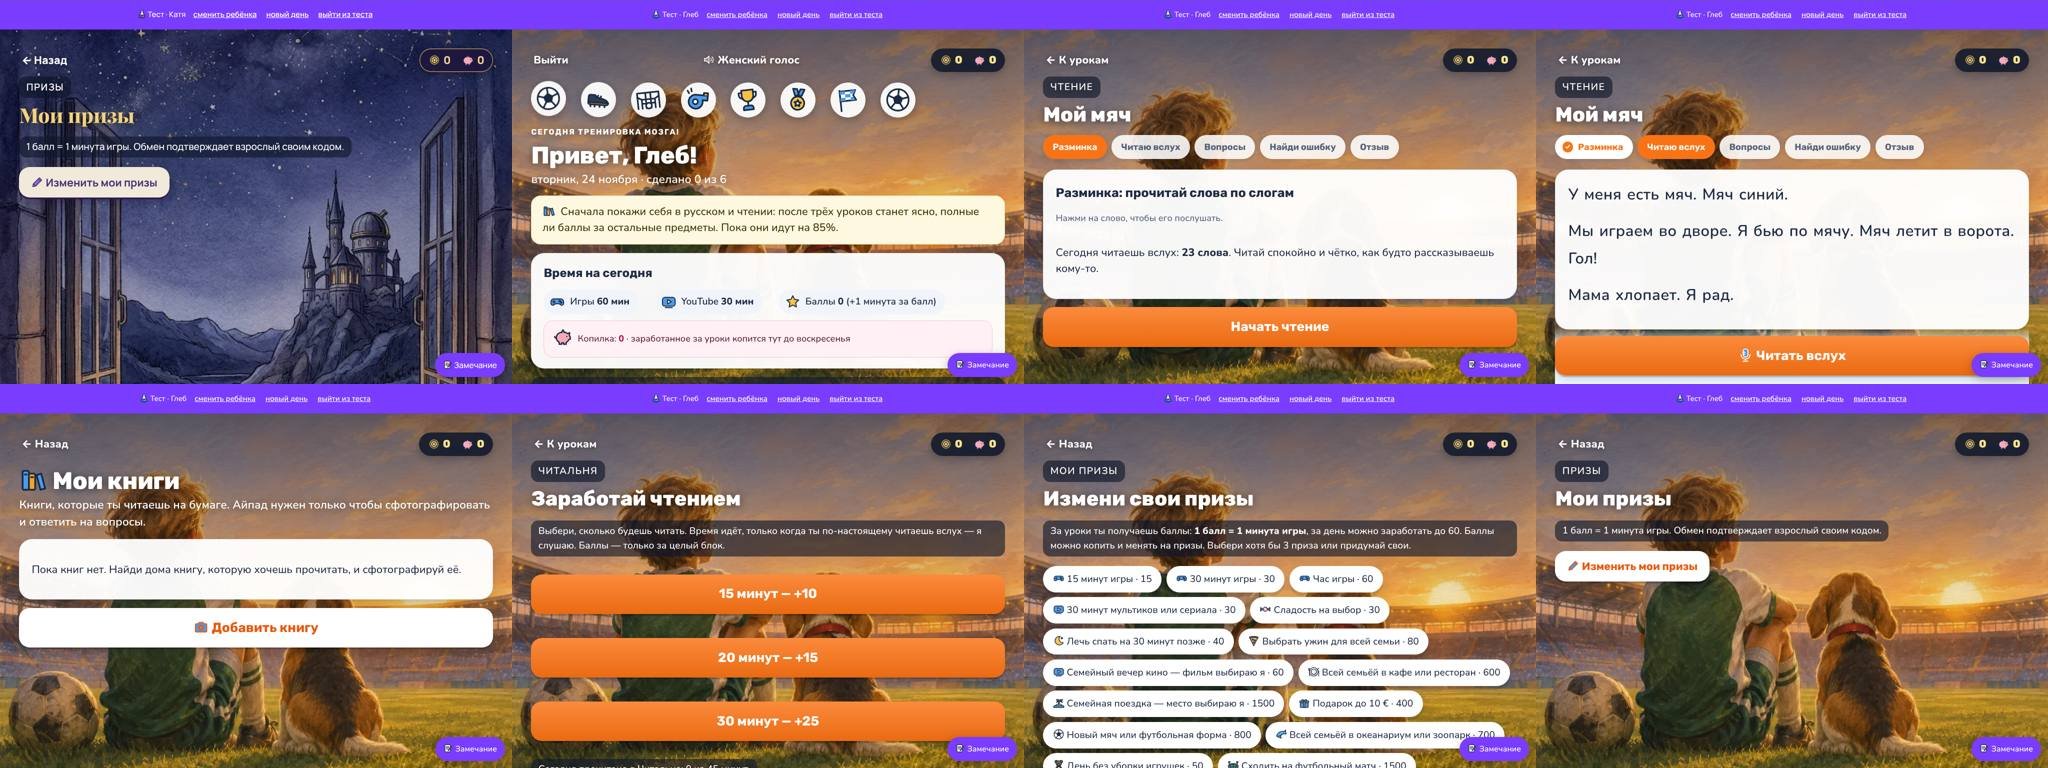 Тест · Катя сменить ребёнка новый день выйти из теста
← Назад 0 0
ПРИЗЫ
Мои призы
1 балл = 1 минута игры. Обмен подтверждает взрослый своим кодом.
Изменить мои призы
Замечание
Тест · Глеб сменить ребёнка новый день выйти из теста
Выйти Женский голос 0 0
СЕГОДНЯ ТРЕНИРОВКА МОЗГА!
Привет, Глеб!
вторник, 24 ноября · сделано 0 из 6
Сначала покажи себя в русском и чтении: после трёх уроков станет ясно, полные
ли баллы за остальные предметы. Пока они идут на 85%.
Время на сегодня
Игры 60 мин YouTube 30 мин Баллы 0 (+1 минута за балл)
Копилка: 0 · заработанное за уроки копится тут до воскресенья
Замечание
Тест · Глеб сменить ребёнка новый день выйти из теста
← К урокам 0 0
ЧТЕНИЕ
Мой мяч
Разминка Читаю вслух Вопросы Найди ошибку Отзыв
Разминка: прочитай слова по слогам
Нажми на слово, чтобы его послушать.
Сегодня читаешь вслух: 23 слова. Читай спокойно и чётко, как будто рассказываешь
кому-то.
Начать чтение
Замечание
Тест · Глеб сменить ребёнка новый день выйти из теста
← К урокам 0 0
ЧТЕНИЕ
Мой мяч
Разминка Читаю вслух Вопросы Найди ошибку Отзыв
У меня есть мяч. Мяч синий.
Мы играем во дворе. Я бью по мячу. Мяч летит в ворота.
Гол!
Мама хлопает. Я рад.
Читать вслух
Замечание
Тест · Глеб сменить ребёнка новый день выйти из теста
← Назад 0 0
Мои книги
Книги, которые ты читаешь на бумаге. Айпад нужен только чтобы сфотографировать
и ответить на вопросы.
Пока книг нет. Найди дома книгу, которую хочешь прочитать, и сфотографируй её.
Добавить книгу
Замечание
Тест · Глеб сменить ребёнка новый день выйти из теста
← К урокам 0 0
ЧИТАЛЬНЯ
Заработай чтением
Выбери, сколько будешь читать. Время идёт, только когда ты по-настоящему читаешь вслух — я
слушаю. Баллы — только за целый блок.
15 минут — +10
20 минут — +15
30 минут — +25
Замечание
Тест · Глеб сменить ребёнка новый день выйти из теста
← Назад 0 0
МОИ ПРИЗЫ
Измени свои призы
За уроки ты получаешь баллы: 1 балл = 1 минута игры, за день можно заработать до 60. Баллы
можно копить и менять на призы. Выбери хотя бы 3 приза или придумай свои.
15 минут игры · 15 30 минут игры · 30 Час игры · 60
30 минут мультиков или сериала · 30 Сладость на выбор · 30
Лечь спать на 30 минут позже · 40 Выбрать ужин для всей семьи · 80
Семейный вечер кино — фильм выбираю я · 60 Всей семьёй в кафе или ресторан · 600
Семейная поездка — место выбираю я · 1500 Подарок до 10 € · 400
Новый мяч или футбольная форма · 800 Всей семьёй в океанариум или зоопарк · 700
День без уборки игрушек · 50 Сходить на футбольный матч · 1500
Замечание
Тест · Глеб сменить ребёнка новый день выйти из теста
← Назад 0 0
ПРИЗЫ
Мои призы
1 балл = 1 минута игры. Обмен подтверждает взрослый своим кодом.
Изменить мои призы
Замечание